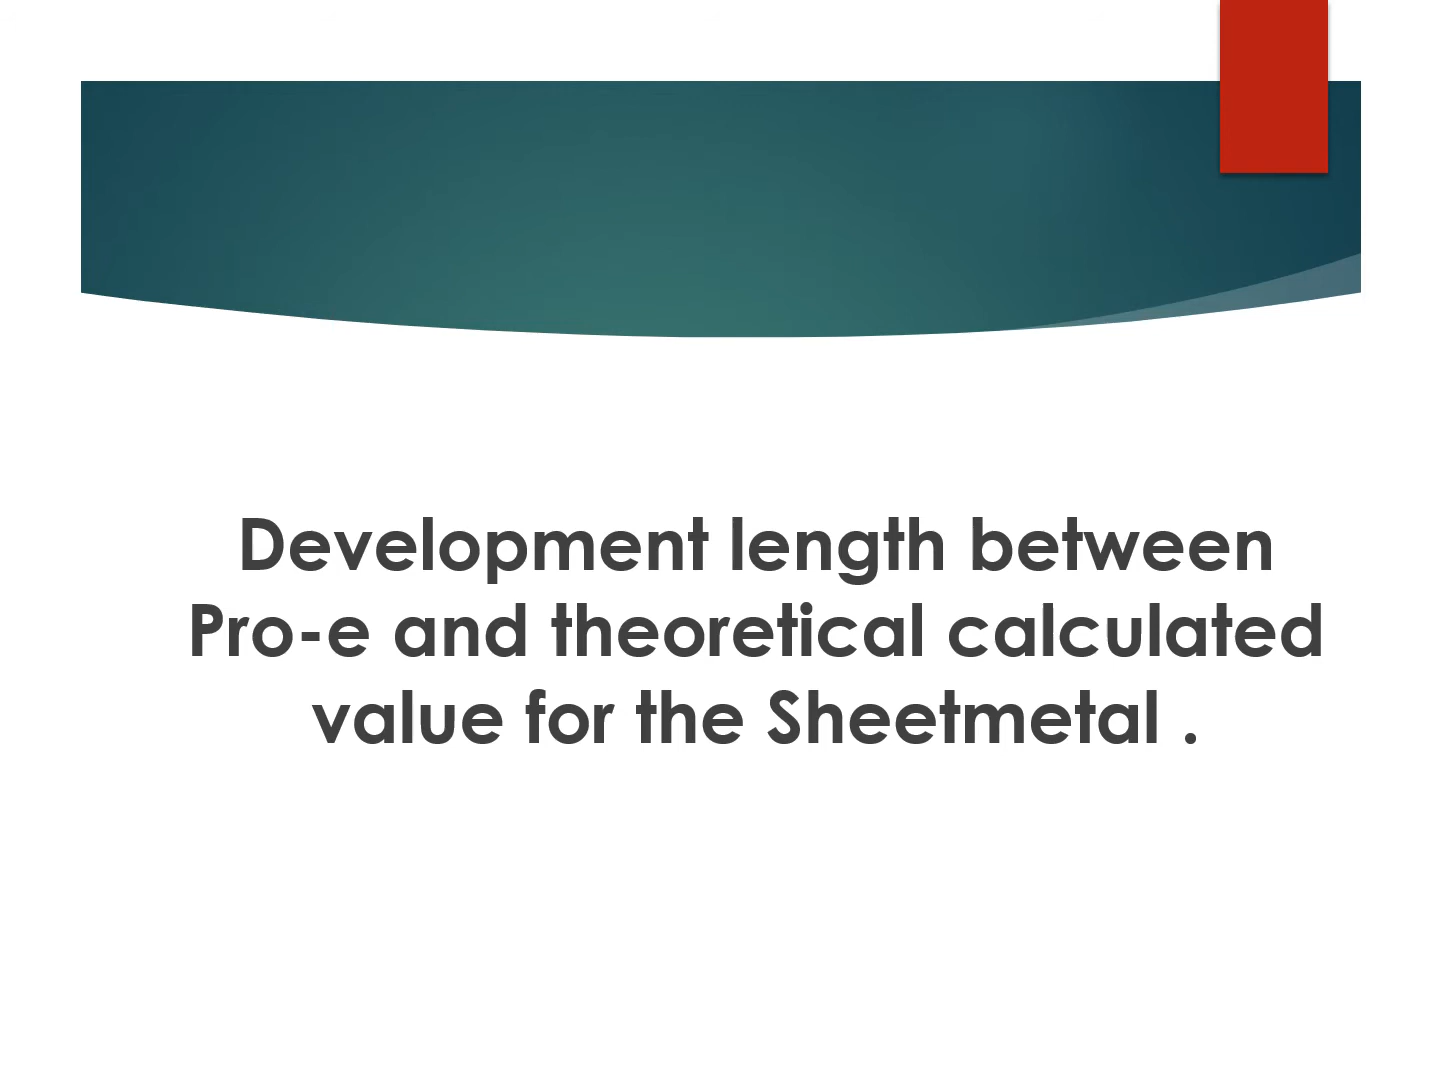 Development length between
Pro-e and theoretical calculated
value for the Sheetmetal .